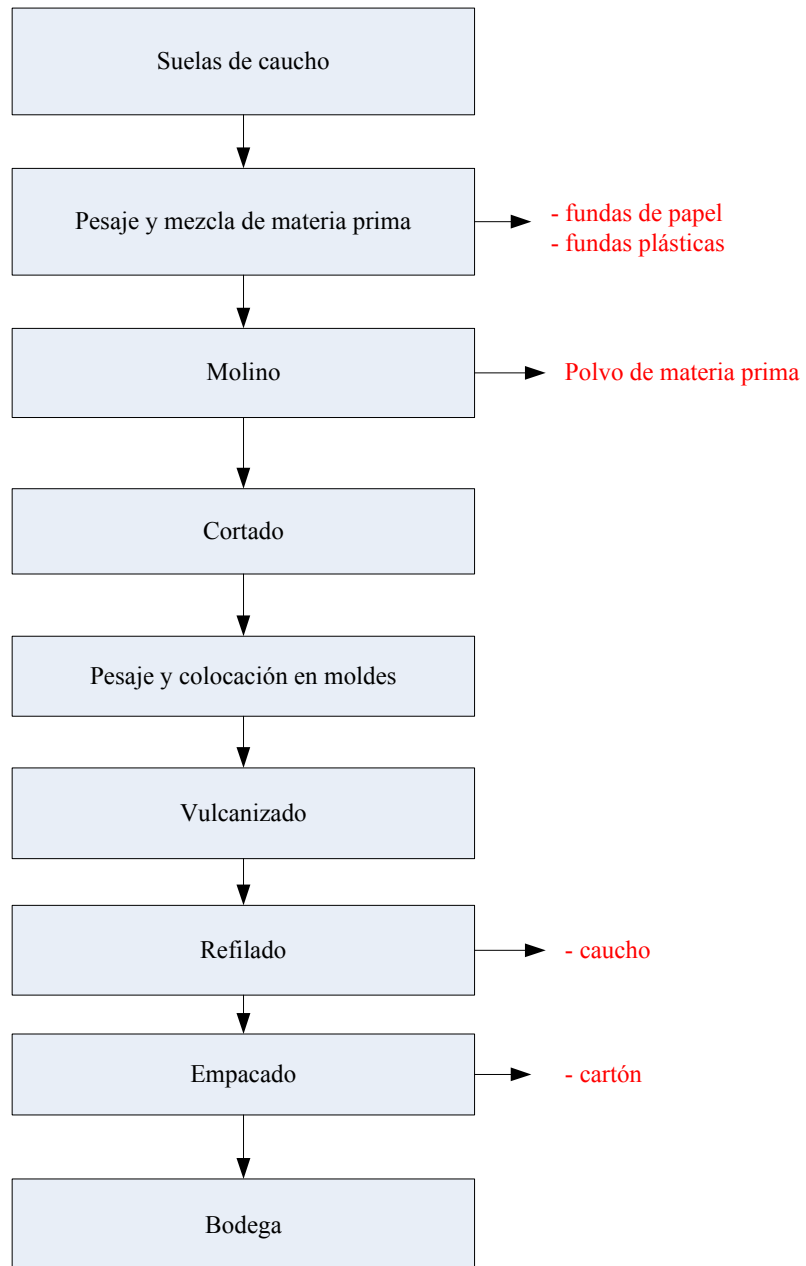 Suelas de caucho
Pesaje y mezcla de materia prima
- fundas de papel
- fundas plásticas
Molino
Polvo de materia prima
Cortado
Pesaje y colocación en moldes
Vulcanizado
Refilado
- caucho
Empacado
- cartón
Bodega